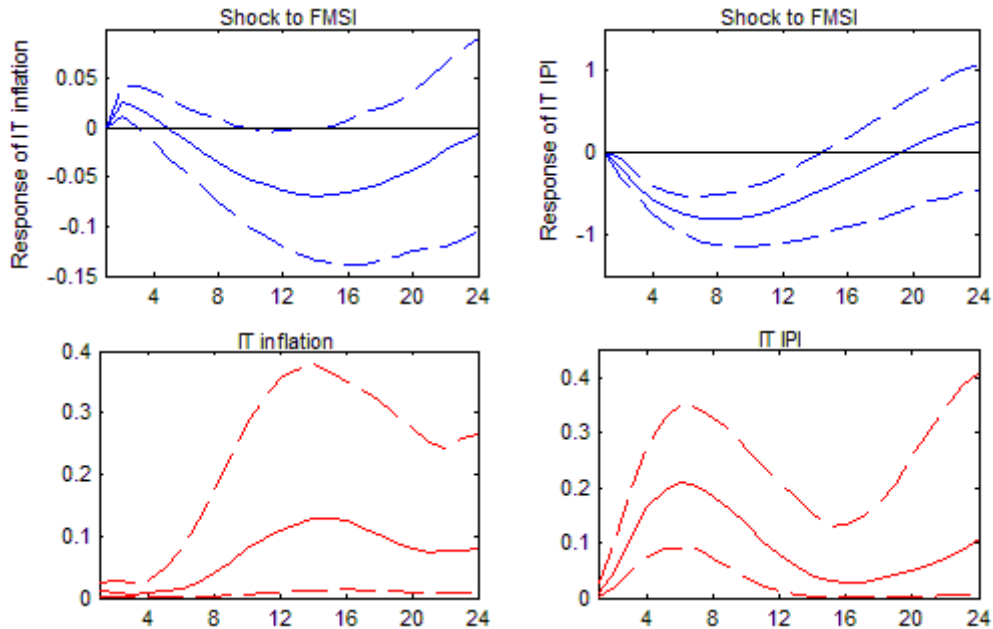 Shock to FMSI
Response of IT inflation
0.05
0
-0.05
-0.1
-0.15
4 8 12 16 20 24
Shock to FMSI
Response of IT IPI
1
0
-1
4 8 12 16 20 24
IT inflation
0.4
0.3
0.2
0.1
0
4 8 12 16 20 24
IT IPI
0.4
0.3
0.2
0.1
0
4 8 12 16 20 24